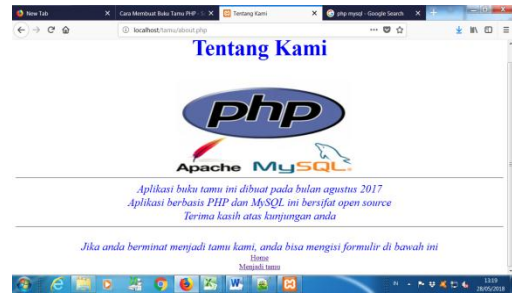 New Tab
Cara Membuat Buku Tamu PHP
Tentang Kami
php mysql - Google Search
localhost/tamu/about.php
Tentang Kami
php
Apache MySQL
Aplikasi buku tamu ini dibuat pada bulan agustus 2017
Aplikasi berbasis PHP dan MySQL ini bersifat open source
Terima kasih atas kunjungan anda
Jika anda berminat menjadi tamu kami, anda bisa mengisi formulir di bawah ini
Home
Menjadi tamu
13:19
28/05/2018